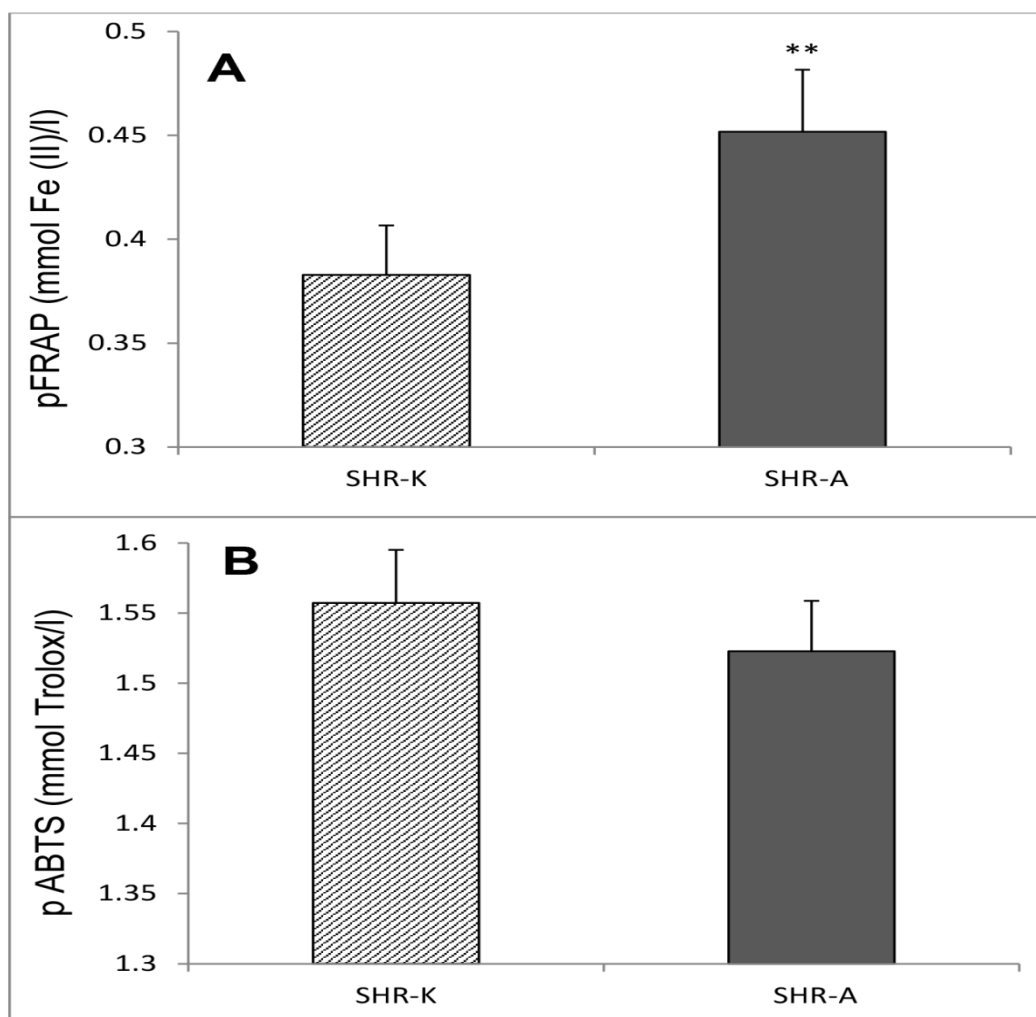 A
**
pFRAP (mmol Fe (II)/l)
0.5
0.45
0.4
0.35
0.3
SHR-K
SHR-A
B
p ABTS (mmol Trolox/l)
1.6
1.55
1.5
1.45
1.4
1.35
1.3
SHR-K
SHR-A